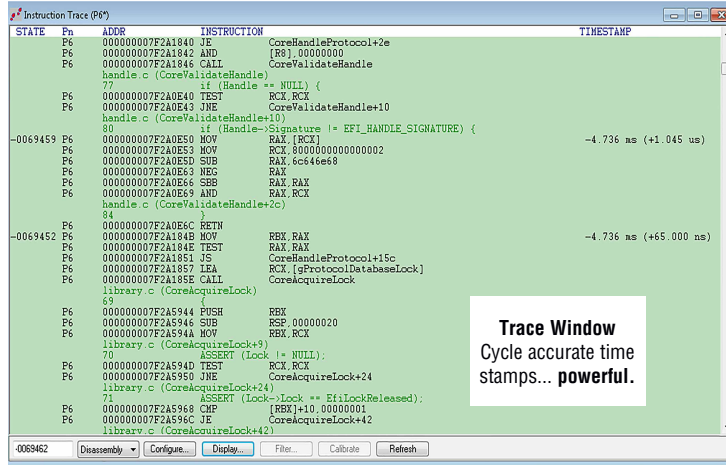 Instruction Trace (P6*)
STATE Pn ADDR INSTRUCTION TIMESTAMP
P6 000000007F2A1840 JE CoreHandleProtocol+2e
P6 000000007F2A1842 AND [R8],00000000
P6 000000007F2A1846 CALL CoreValidateHandle
handle.c (CoreValidateHandle)
77 if (Handle == NULL) {
P6 000000007F2A0E40 TEST RCX,RCX
P6 000000007F2A0E43 JNE CoreValidateHandle+10
handle.c (CoreValidateHandle+10)
80 if (Handle->Signature != EFI_HANDLE_SIGNATURE) {
-0069459 P6 000000007F2A0E50 MOV RAX,[RCX] -4.736 ms (+1.045 us)
P6 000000007F2A0E53 MOV RCX,8000000000000002
P6 000000007F2A0E5D SUB RAX,6c646e68
P6 000000007F2A0E63 NEG RAX
P6 000000007F2A0E66 SBB RAX,RAX
P6 000000007F2A0E69 AND RAX,RCX
handle.c (CoreValidateHandle+2c)
84 }
P6 000000007F2A0E6C RETN
-0069452 P6 000000007F2A184B MOV RBX,RAX -4.736 ms (+65.000 ns)
P6 000000007F2A184E TEST RAX,RAX
P6 000000007F2A1851 JS CoreHandleProtocol+15c
P6 000000007F2A1857 LEA RCX,[gProtocolDatabaseLock]
P6 000000007F2A185E CALL CoreAcquireLock
library.c (CoreAcquireLock)
69 {
P6 000000007F2A5944 PUSH RBX
P6 000000007F2A5946 SUB RSP,00000020
P6 000000007F2A594A MOV RBX,RCX
library.c (CoreAcquireLock+9)
70 ASSERT (Lock != NULL);
P6 000000007F2A594D TEST RCX,RCX
P6 000000007F2A5950 JNE CoreAcquireLock+24
library.c (CoreAcquireLock+24)
71 ASSERT (Lock->Lock == EfiLockReleased);
P6 000000007F2A5968 CMP [RBX]+10,00000001
P6 000000007F2A596C JE CoreAcquireLock+42
library.c (CoreAcquireLock+42)
Trace Window
Cycle accurate time
stamps... powerful.
-0069462 Disassembly Configure... Display... Filter... Calibrate Refresh